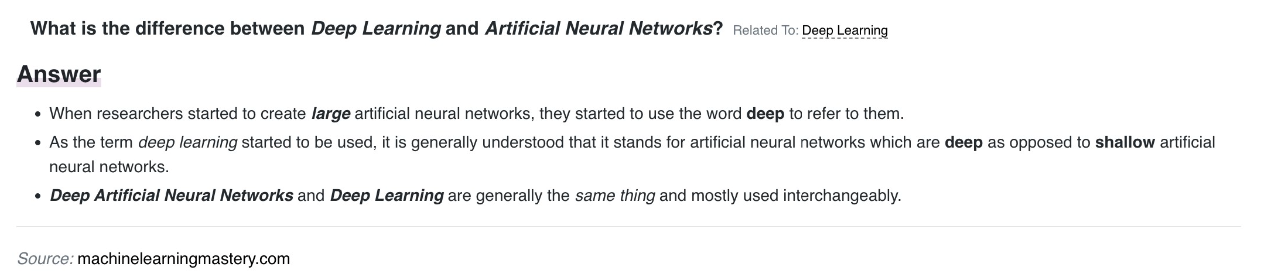 What is the difference between Deep Learning and Artificial Neural Networks? Related To: Deep Learning
Answer
• When researchers started to create large artificial neural networks, they started to use the word deep to refer to them.
• As the term deep learning started to be used, it is generally understood that it stands for artificial neural networks which are deep as opposed to shallow artificial
neural networks.
• Deep Artificial Neural Networks and Deep Learning are generally the same thing and mostly used interchangeably.
Source: machinelearningmastery.com